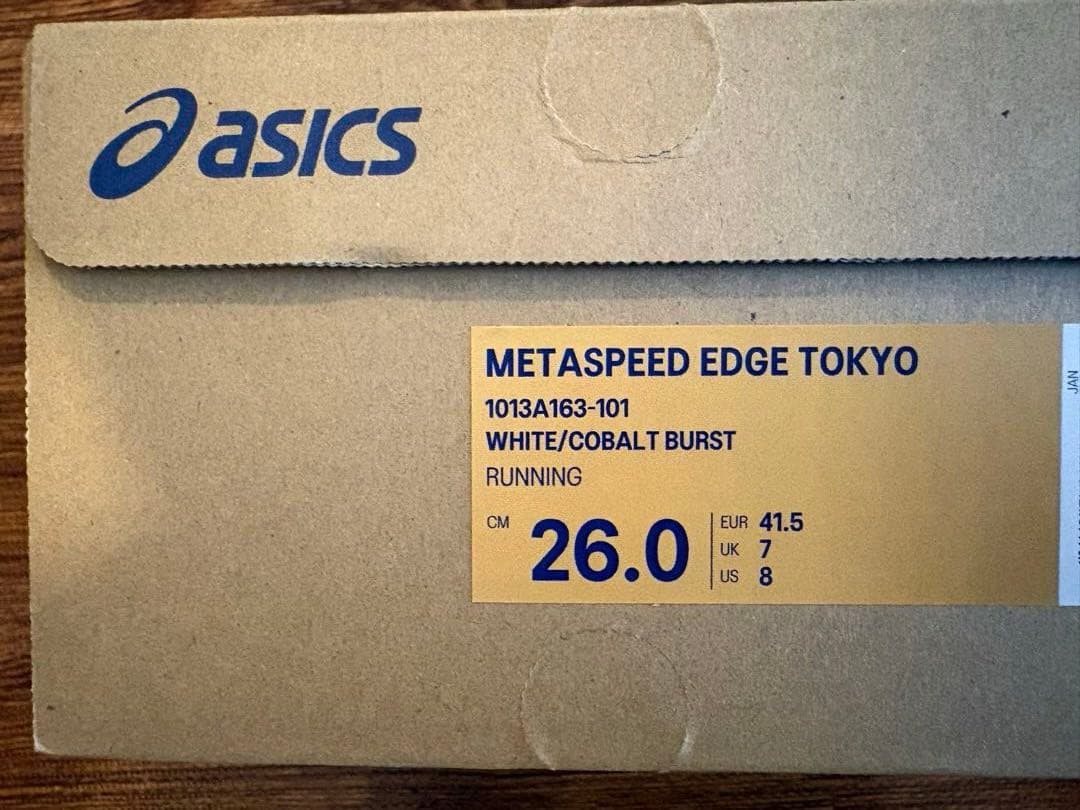 asics
METASPEED EDGE TOKYO
1013A163-101
WHITE/COBALT BURST
RUNNING
CM 26.0
EUR 41.5
UK 7
US 8
JAN